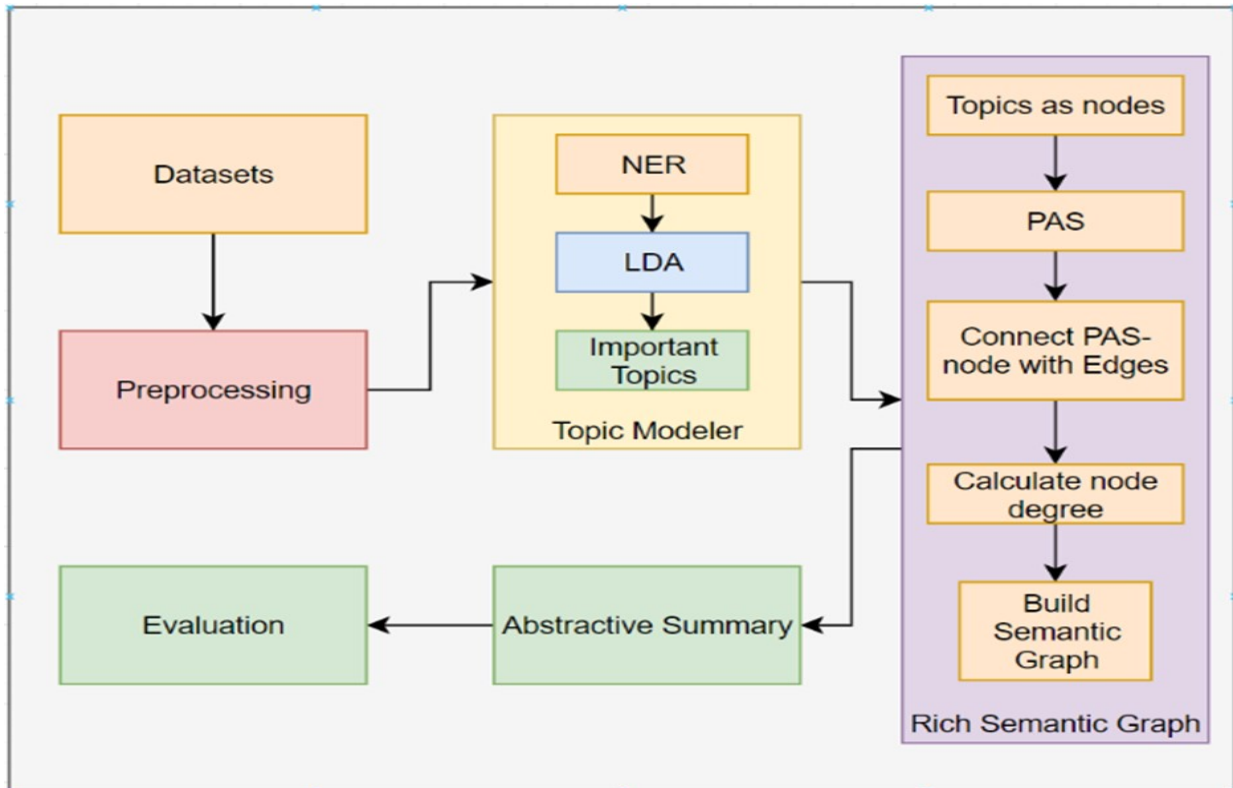 Datasets
Preprocessing
NER
LDA
Important
Topics
Topic Modeler
Topics as nodes
PAS
Connect PAS-
node with Edges
Calculate node
degree
Build
Semantic
Graph
Rich Semantic Graph
Abstractive Summary
Evaluation